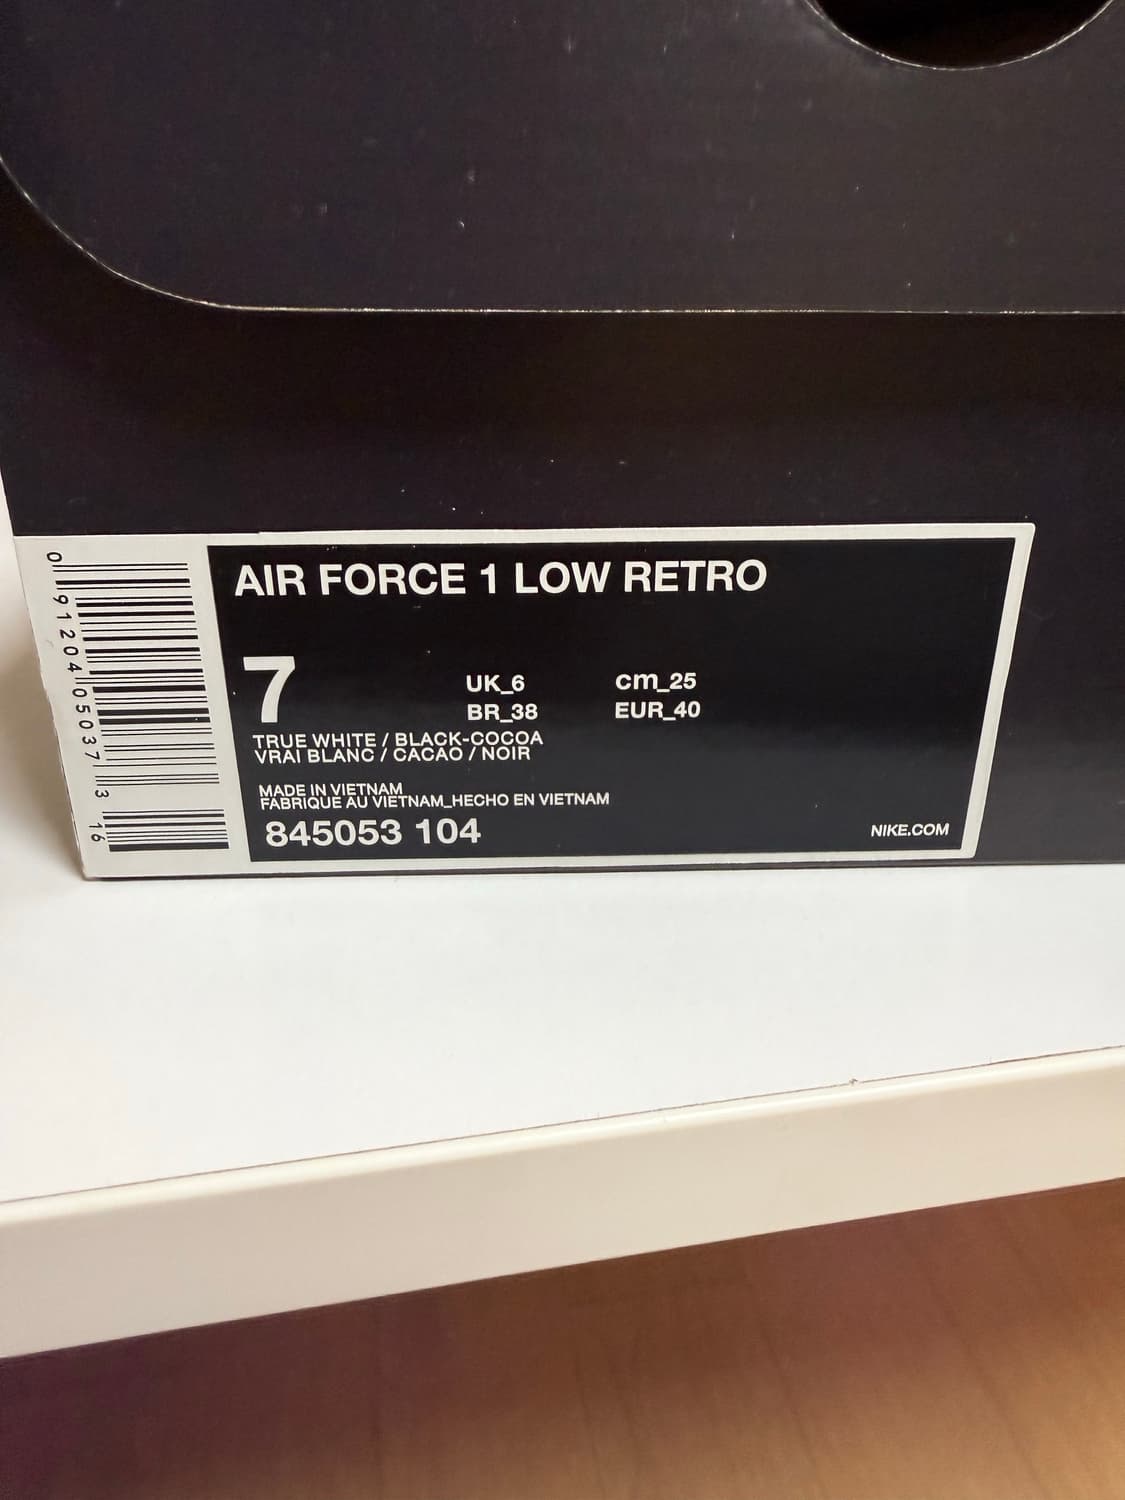 AIR FORCE 1 LOW RETRO
7
UK_6
cm_25
BR_38
EUR_40
TRUE WHITE / BLACK-COCOA
VRAI BLANC / CACAO / NOIR
MADE IN VIETNAM
FABRIQUE AU VIETNAM_HECHO EN VIETNAM
845053 104
NIKE.COM
0 91204 05037 3 16